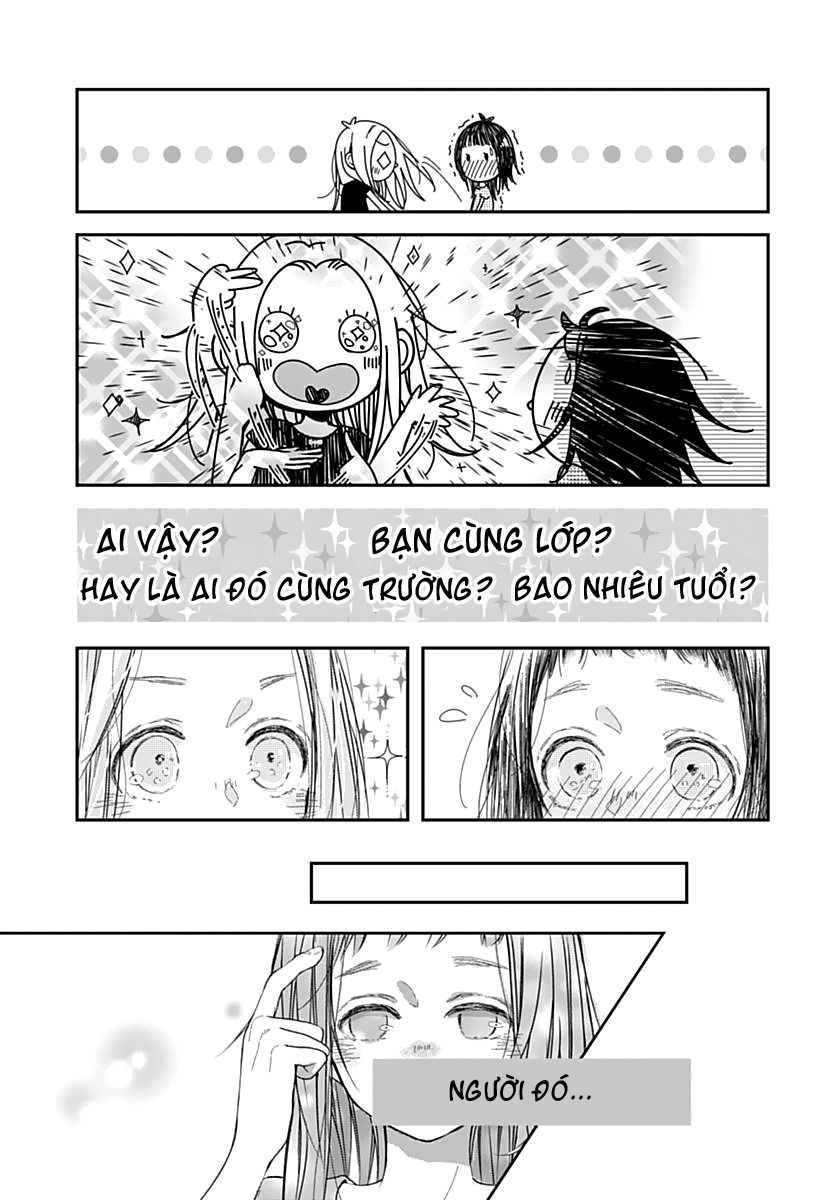 AI VẬY? BẠN CÙNG LỚP?
HAY LÀ AI ĐÓ CÙNG TRƯỜNG? BAO NHIÊU TUỔI?
NGƯỜI ĐÓ...